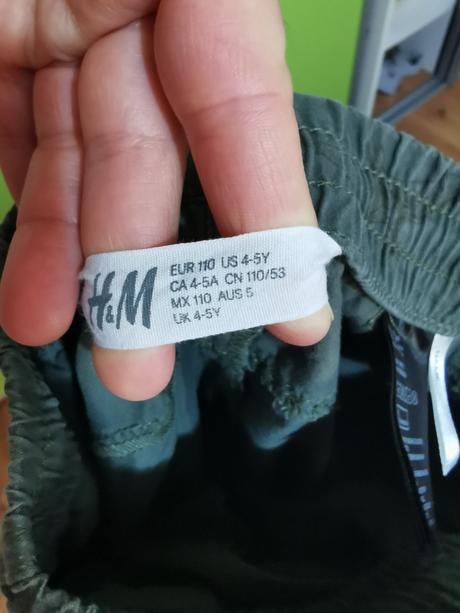 H&M
EUR 110 US 4-5Y
CA 4-5A CN 110/53
MX 110 AUS 5
UK 4-5Y